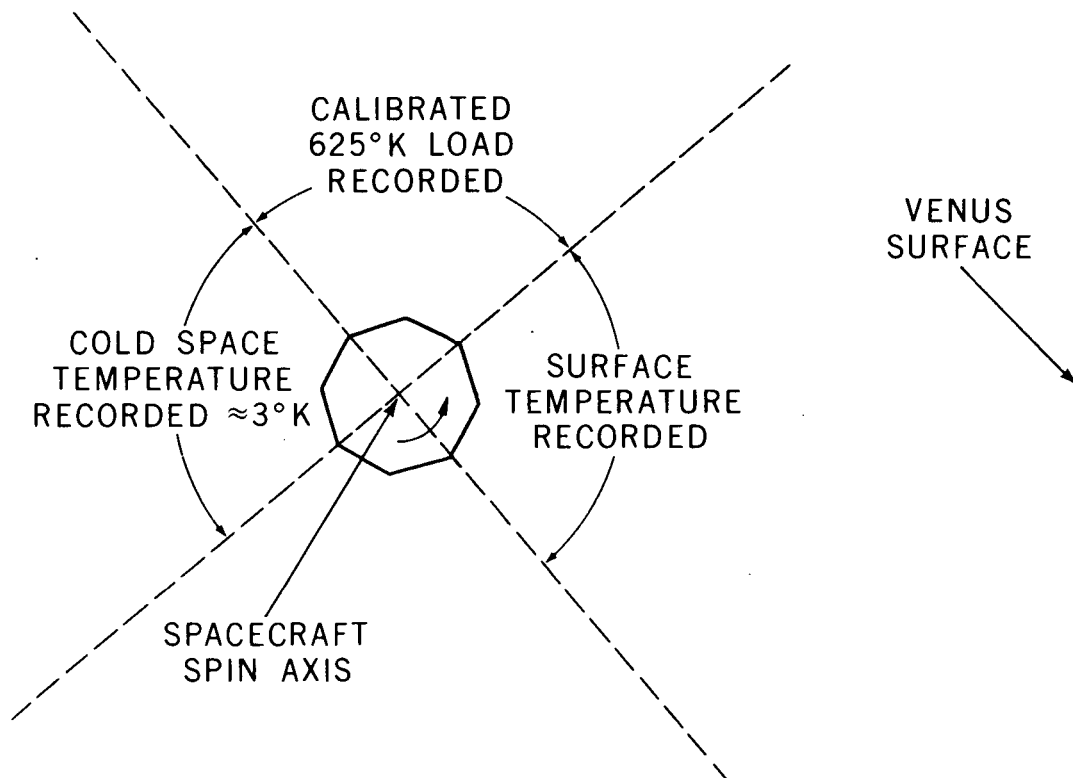 CALIBRATED
625°K LOAD
RECORDED
VENUS
SURFACE
COLD SPACE
TEMPERATURE
RECORDED ≈3°K
SURFACE
TEMPERATURE
RECORDED
SPACECRAFT
SPIN AXIS